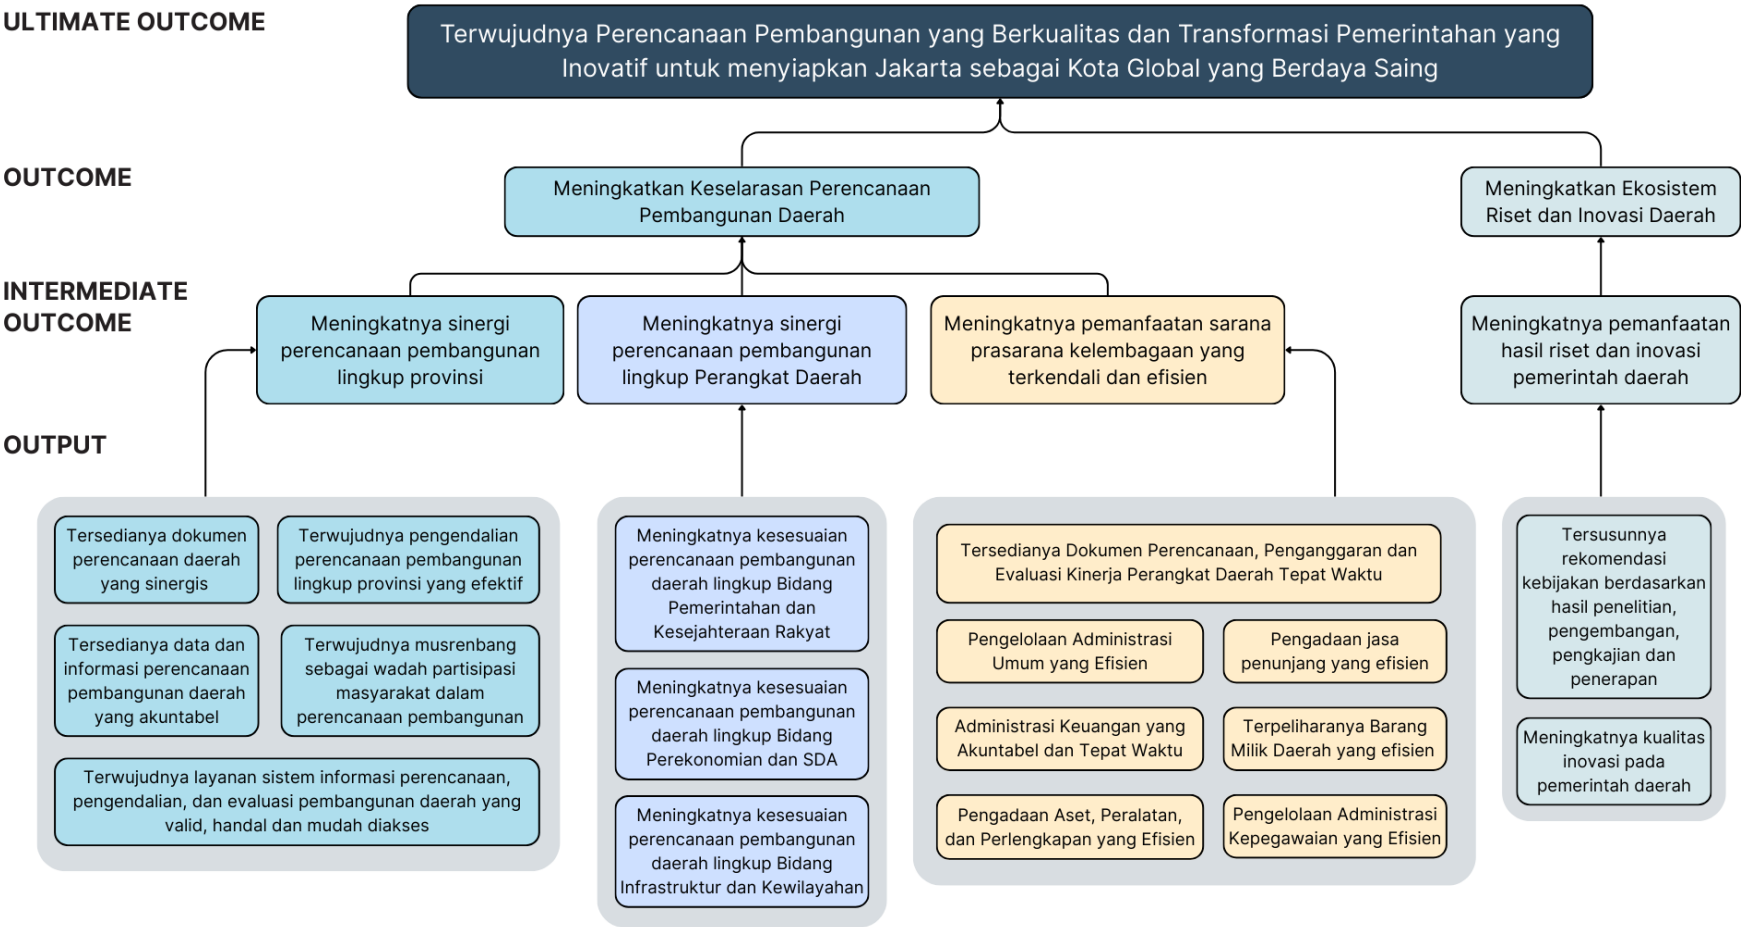 ULTIMATE OUTCOME
Terwujudnya Perencanaan Pembangunan yang Berkualitas dan Transformasi Pemerintahan yang
Inovatif untuk menyiapkan Jakarta sebagai Kota Global yang Berdaya Saing
OUTCOME
Meningkatkan Keselarasan Perencanaan
Pembangunan Daerah
Meningkatkan Ekosistem
Riset dan Inovasi Daerah
INTERMEDIATE
OUTCOME
Meningkatnya sinergi
perencanaan pembangunan
lingkup provinsi
Meningkatnya sinergi
perencanaan pembangunan
lingkup Perangkat Daerah
Meningkatnya pemanfaatan sarana
prasarana kelembagaan yang
terkendali dan efisien
Meningkatnya pemanfaatan
hasil riset dan inovasi
pemerintah daerah
OUTPUT
Tersedianya dokumen
perencanaan daerah
yang sinergis
Terwujudnya pengendalian
perencanaan pembangunan
lingkup provinsi yang efektif
Tersedianya data dan
informasi perencanaan
pembangunan daerah
yang akuntabel
Terwujudnya musrenbang
sebagai wadah partisipasi
masyarakat dalam
perencanaan pembangunan
Terwujudnya layanan sistem informasi perencanaan,
pengendalian, dan evaluasi pembangunan daerah yang
valid, handal dan mudah diakses
Meningkatnya kesesuaian
perencanaan pembangunan
daerah lingkup Bidang
Pemerintahan dan
Kesejahteraan Rakyat
Meningkatnya kesesuaian
perencanaan pembangunan
daerah lingkup Bidang
Perekonomian dan SDA
Meningkatnya kesesuaian
perencanaan pembangunan
daerah lingkup Bidang
Infrastruktur dan Kewilayahan
Tersedianya Dokumen Perencanaan, Penganggaran dan
Evaluasi Kinerja Perangkat Daerah Tepat Waktu
Pengelolaan Administrasi
Umum yang Efisien
Pengadaan jasa
penunjang yang efisien
Administrasi Keuangan yang
Akuntabel dan Tepat Waktu
Terpeliharanya Barang
Milik Daerah yang efisien
Pengadaan Aset, Peralatan,
dan Perlengkapan yang Efisien
Pengelolaan Administrasi
Kepegawaian yang Efisien
Tersusunnya
rekomendasi
kebijakan berdasarkan
hasil penelitian,
pengembangan,
pengkajian dan
penerapan
Meningkatnya kualitas
inovasi pada
pemerintah daerah